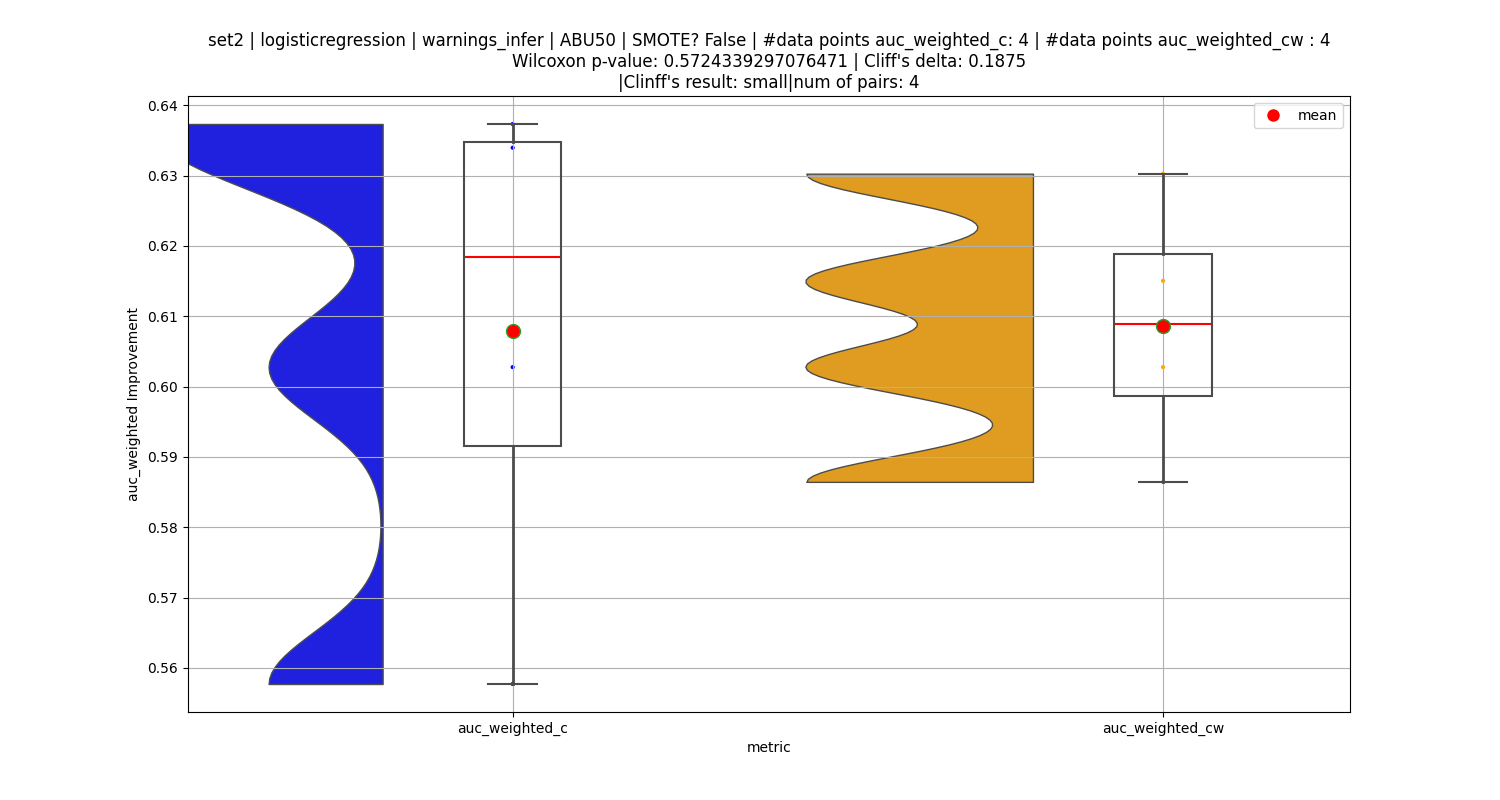 set2 | logisticregression | warnings_infer | ABU50 | SMOTE? False | #data points auc_weighted_c: 4 | #data points auc_weighted_cw : 4
Wilcoxon p-value: 0.5724339297076471 | Cliff's delta: 0.1875
|Clinff's result: small|num of pairs: 4
mean
0.64
0.63
0.62
0.61
0.60
0.59
0.58
0.57
0.56
auc_weighted Improvement
auc_weighted_c
auc_weighted_cw
metric